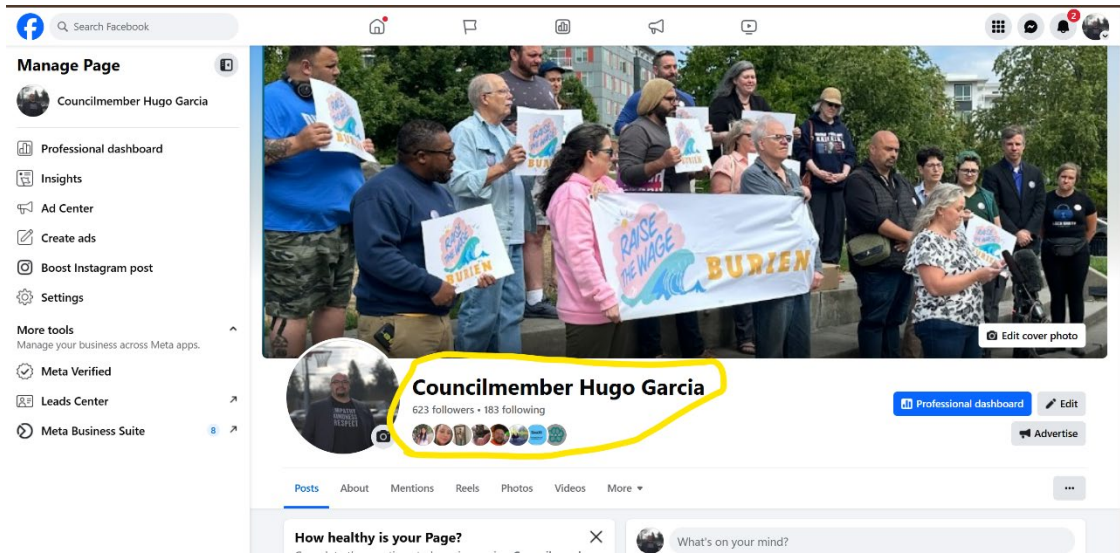 Search Facebook
2
Manage Page
Councilmember Hugo Garcia
Professional dashboard
Insights
Ad Center
Create ads
Boost Instagram post
Settings
More tools
Manage your business across Meta apps.
Meta Verified
Leads Center
Meta Business Suite
8
RAISE
THE WAGE
BURIEN
Edit cover photo
EMPATHY
KINDNESS
RESPECT
Councilmember Hugo Garcia
623 followers • 183 following
Professional dashboard
Edit
Advertise
Posts About Mentions Reels Photos Videos More
How healthy is your Page?
What's on your mind?